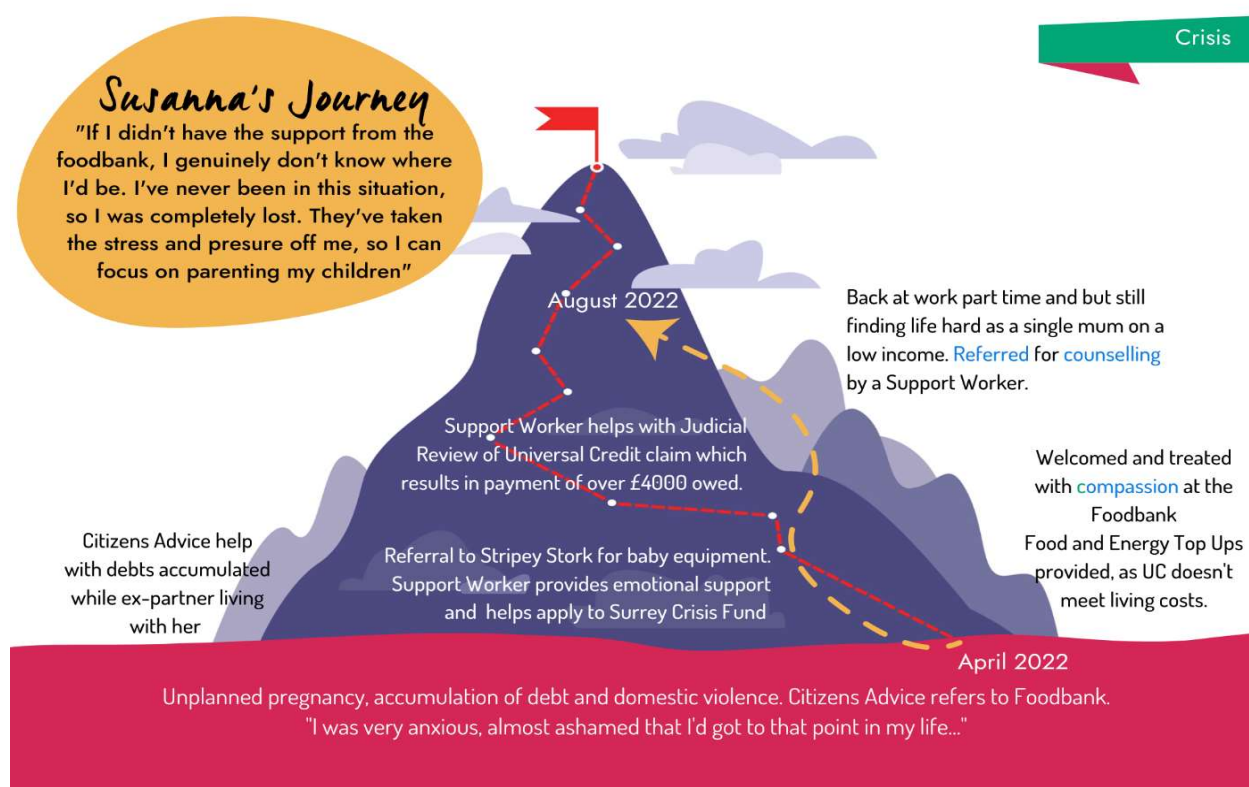 Crisis
Susanna's Journey
"If I didn't have the support from the
foodbank, I genuinely don't know where
I'd be. I've never been in this situation,
so I was completely lost. They've taken
the stress and presure off me, so I can
focus on parenting my children"
August 2022
Back at work part time and but still
finding life hard as a single mum on a
low income. Referred for counselling
by a Support Worker.
Support Worker helps with Judicial
Review of Universal Credit claim which
results in payment of over £4000 owed.
Welcomed and treated
with compassion at the
Foodbank
Food and Energy Top Ups
provided, as UC doesn't
meet living costs.
Citizens Advice help
with debts accumulated
while ex-partner living
with her
Referral to Stripey Stork for baby equipment.
Support Worker provides emotional support
and  helps apply to Surrey Crisis Fund
April 2022
Unplanned pregnancy, accumulation of debt and domestic violence. Citizens Advice refers to Foodbank.
"I was very anxious, almost ashamed that I'd got to that point in my life..."